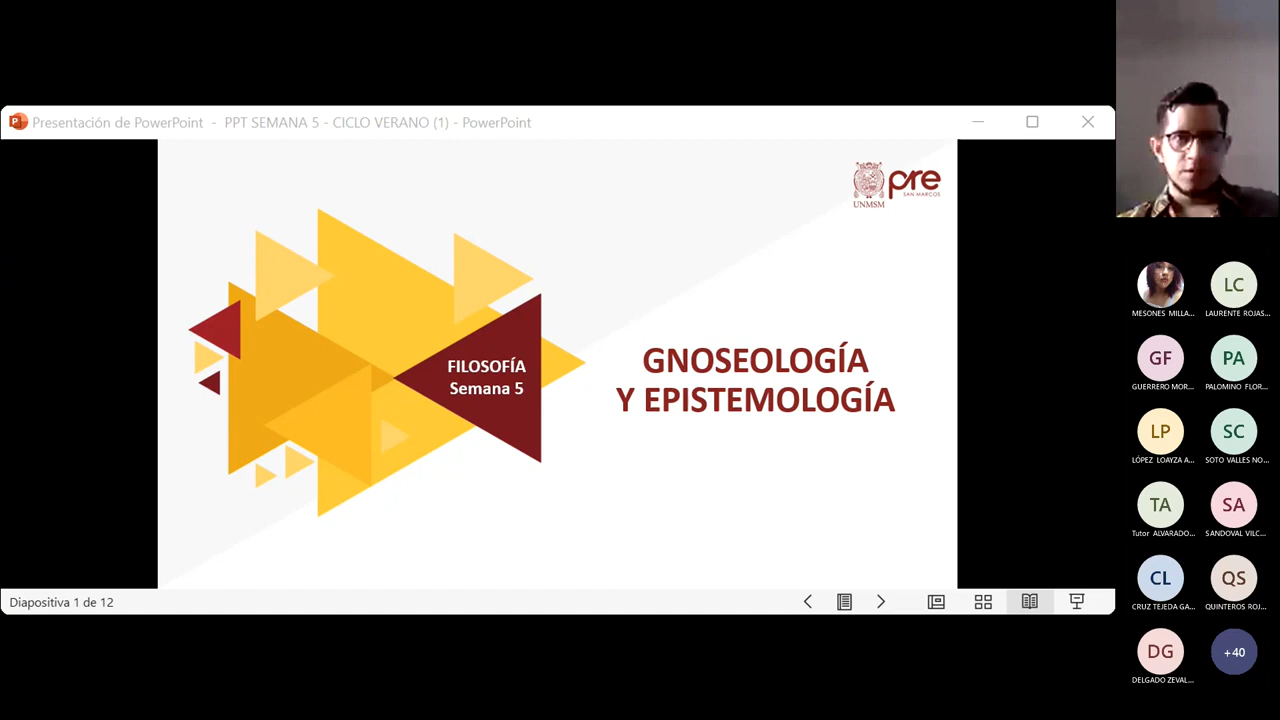 Presentación de PowerPoint - PPT SEMANA 5 - CICLO VERANO (1) - PowerPoint
UNMSM
pre
SAN MARCOS
FILOSOFÍA
Semana 5
GNOSEOLOGÍA
Y EPISTEMOLOGÍA
Diapositiva 1 de 12
MESONES MILLA...
LC
LAURENTE ROJAS...
GF
GUERRERO MOR...
PA
PALOMINO FLOR...
LP
LÓPEZ LOAYZA A...
SC
SOTO VALLES NO...
TA
Tutor ALVARADO...
SA
SANDOVAL VILC...
CL
CRUZ TEJEDA GA...
QS
QUINTEROS ROJ...
DG
DELGADO ZEVAL...
+40